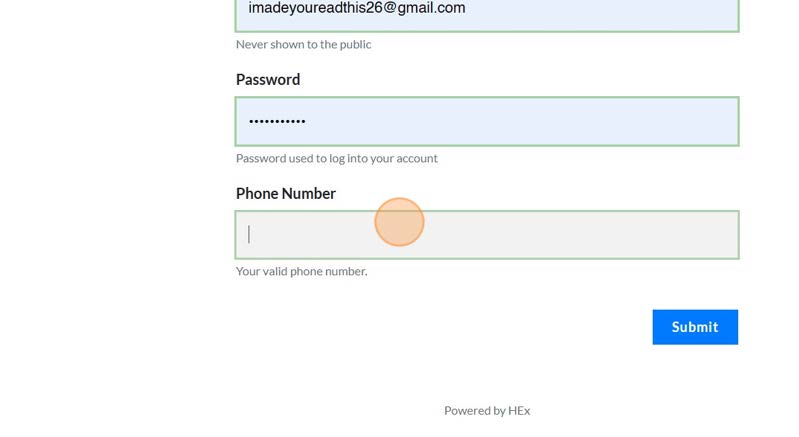 imadeyoureadthis26@gmail.com
Never shown to the public
Password
•••••••••••
Password used to log into your account
Phone Number
Your valid phone number.
Submit
Powered by HEx